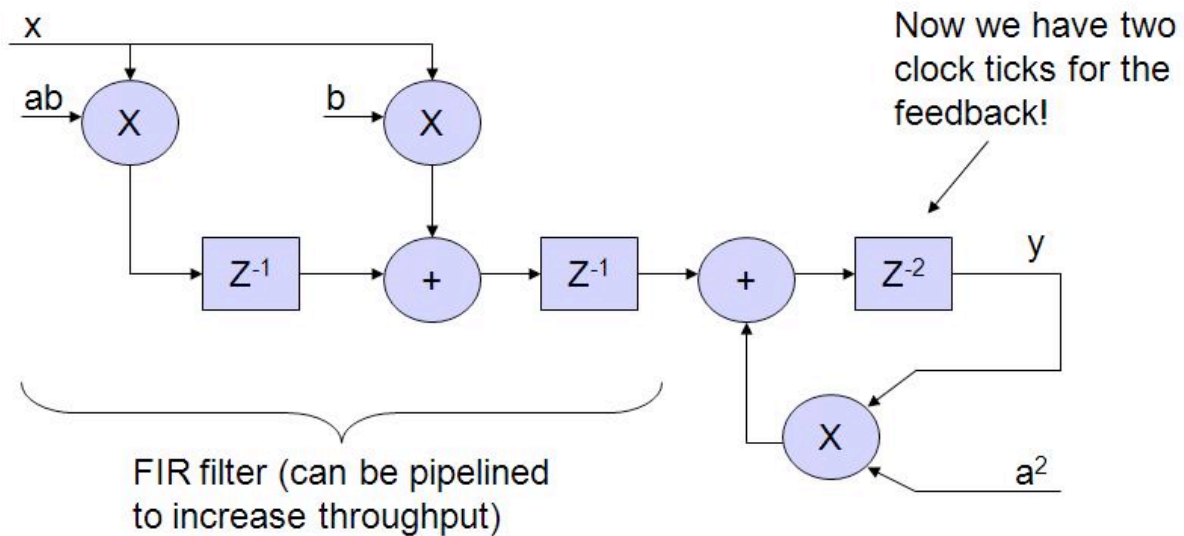 x
Now we have two
clock ticks for the
feedback!
ab
X
b
X
Z⁻¹
+
Z⁻¹
+
Z⁻²
y
X
a²
FIR filter (can be pipelined
to increase throughput)